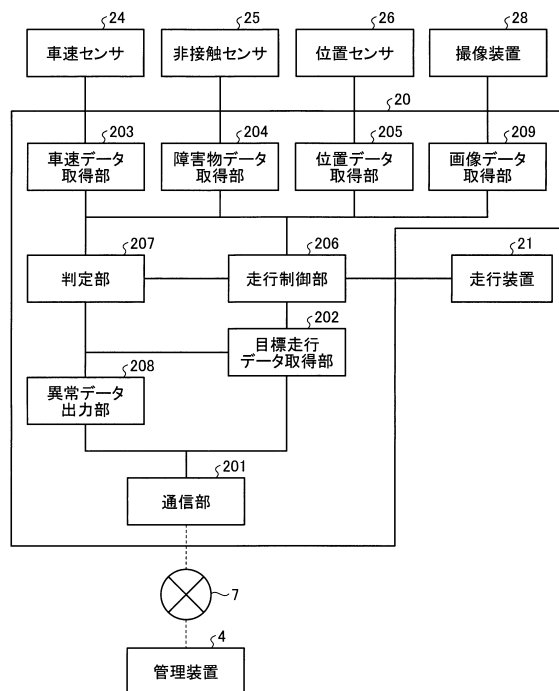 24
25
26
28
車速センサ
非接触センサ
位置センサ
撮像装置
20
203
204
205
209
車速データ
取得部
障害物データ
取得部
位置データ
取得部
画像データ
取得部
207
206
21
判定部
走行制御部
走行装置
202
目標走行
データ取得部
208
異常データ
出力部
201
通信部
7
4
管理装置